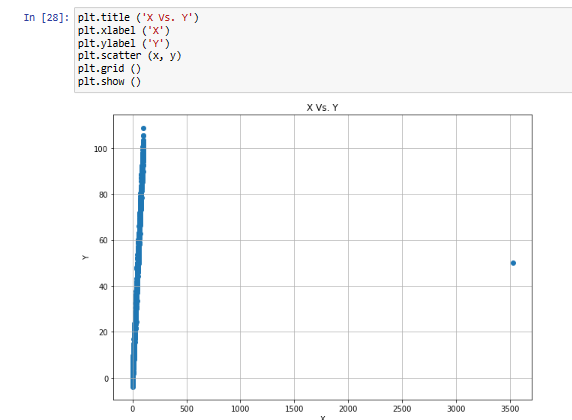 In [28]: plt.title ('X Vs. Y')
plt.xlabel ('X')
plt.ylabel ('Y')
plt.scatter (x, y)
plt.grid ()
plt.show ()
X Vs. Y
100
80
60
40
20
0
Y
0 500 1000 1500 2000 2500 3000 3500
X